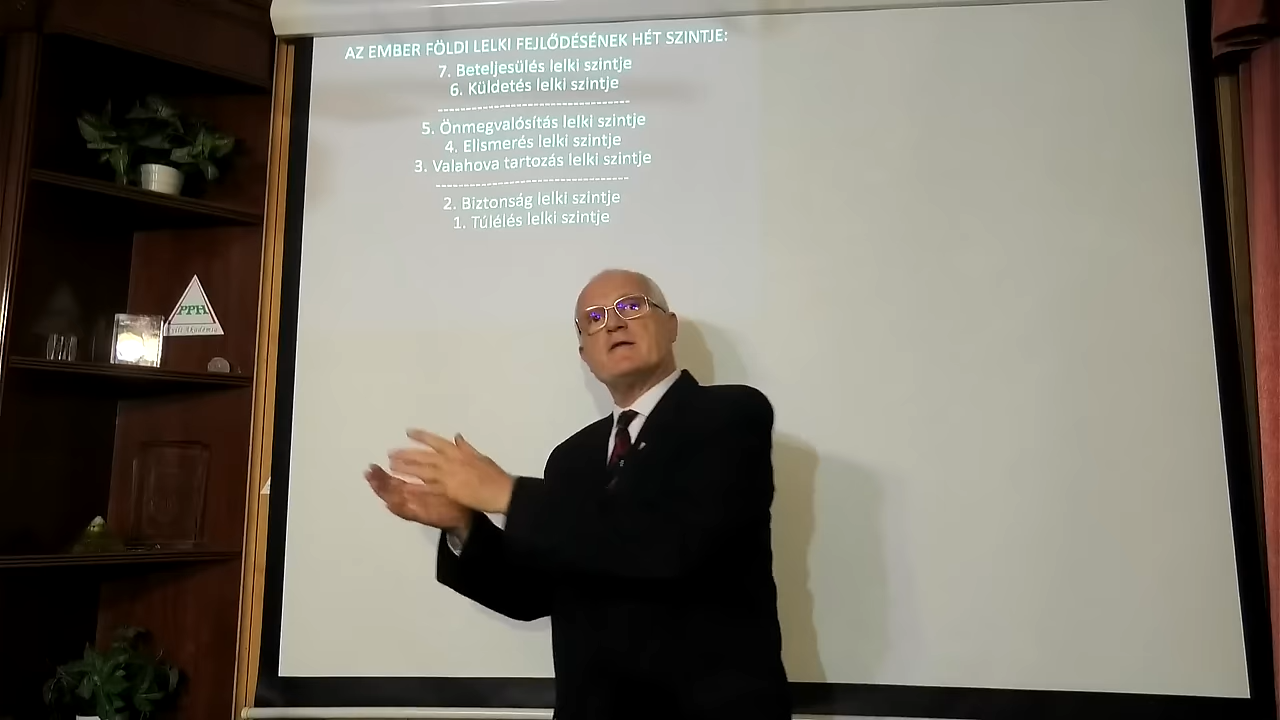 AZ EMBER FÖLDI LELKI FEJLŐDÉSÉNEK HÉT SZINTJE:
7. Beteljesülés lelki szintje
6. Küldetés lelki szintje
---------------------------------
5. Önmegvalósítás lelki szintje
4. Elismerés lelki szintje
3. Valahova tartozás lelki szintje
---------------------------------
2. Biztonság lelki szintje
1. Túlélés lelki szintje
PPH
Akadémia